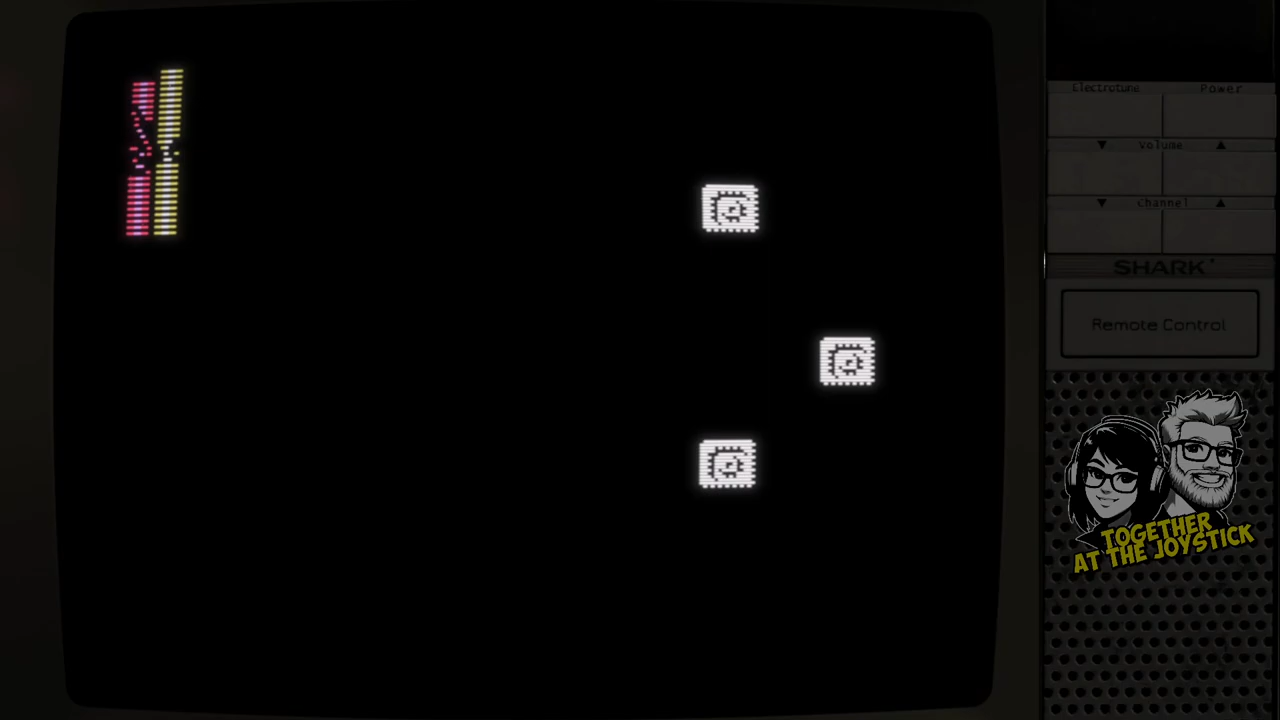 Electrotune Power
▼ Volume ▲
▼ Channel ▲
SHARK
Remote Control
TOGETHER
AT THE JOYSTICK